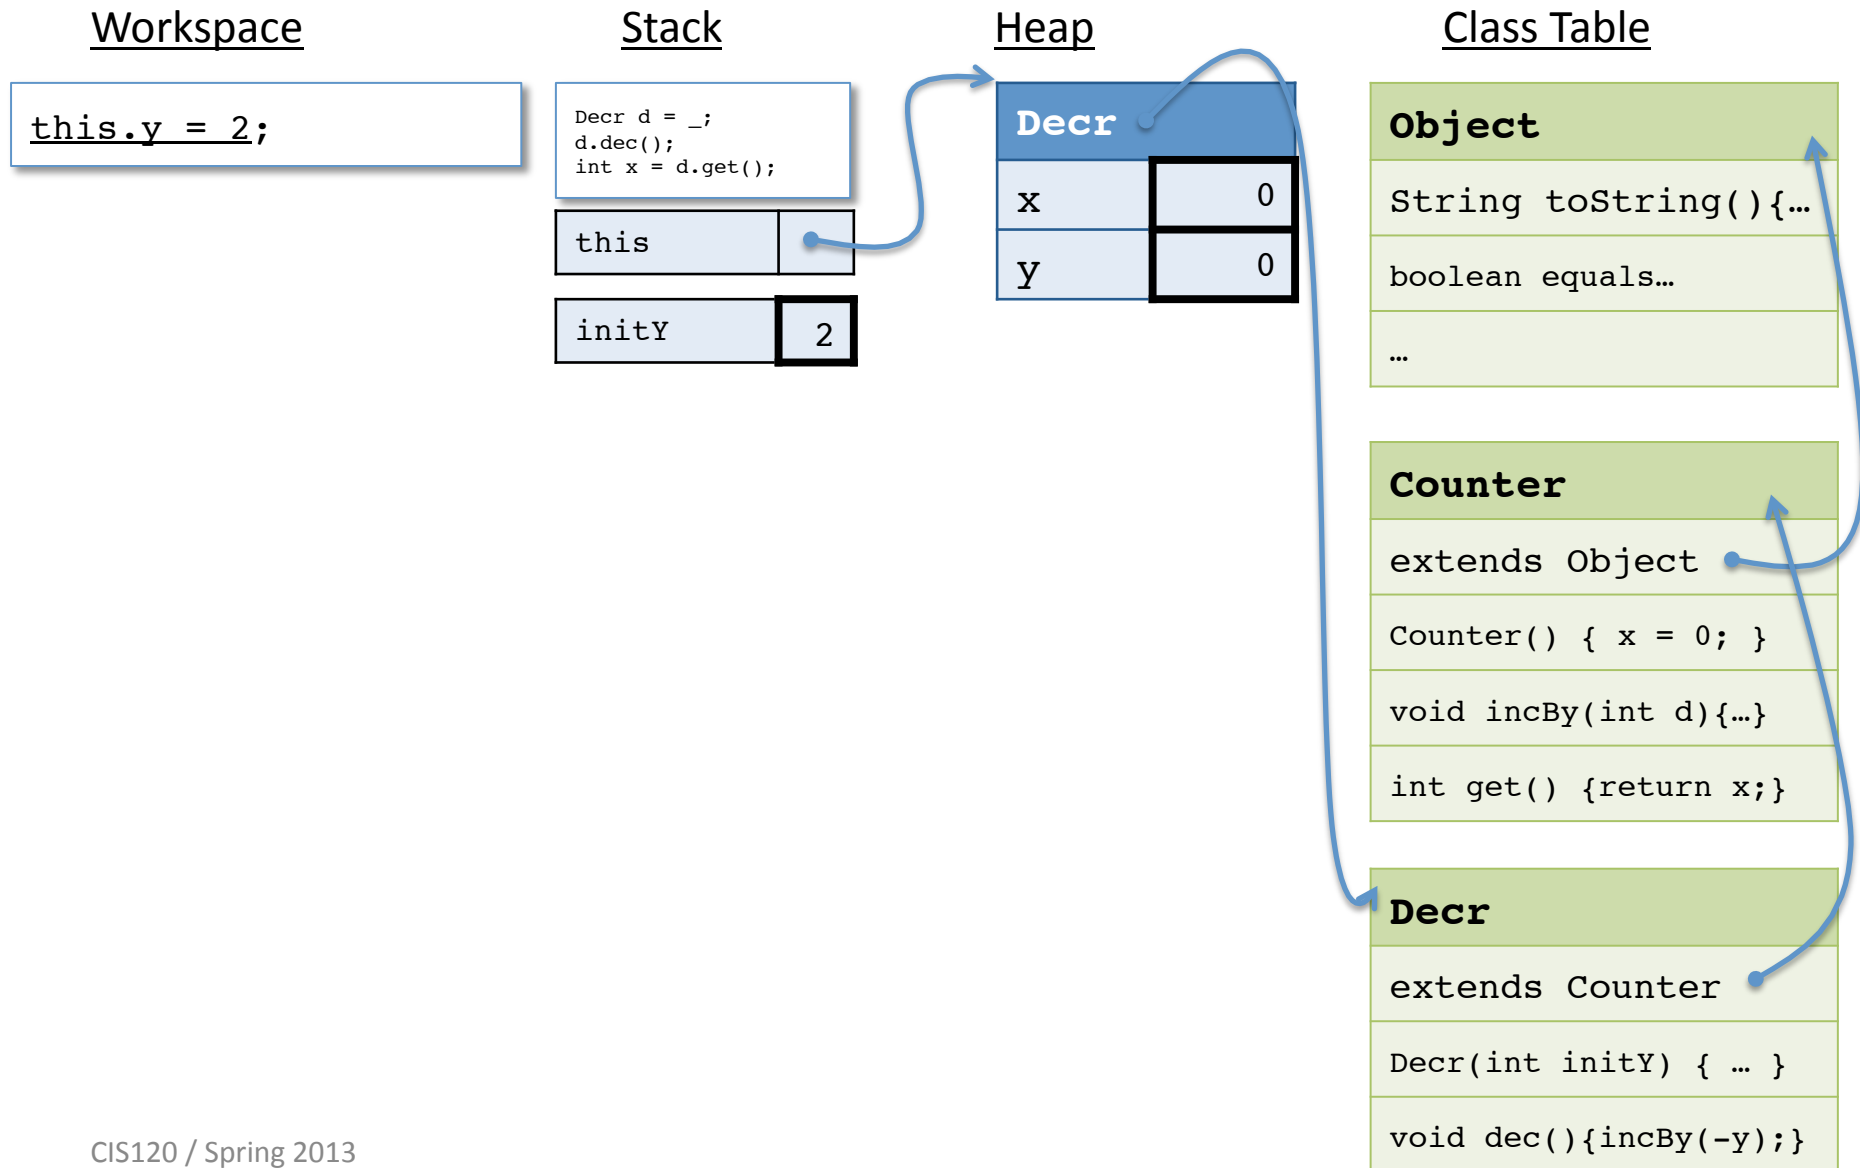 Workspace
Stack
Heap
Class Table
this.y = 2;
Decr d = _;
d.dec();
int x = d.get();
this
initY 2
Decr
x 0
y 0
Object
String toString(){…
boolean equals…
…
Counter
extends Object
Counter() { x = 0; }
void incBy(int d){…}
int get() {return x;}
Decr
extends Counter
Decr(int initY) { … }
void dec(){incBy(-y);}
CIS120 / Spring 2013